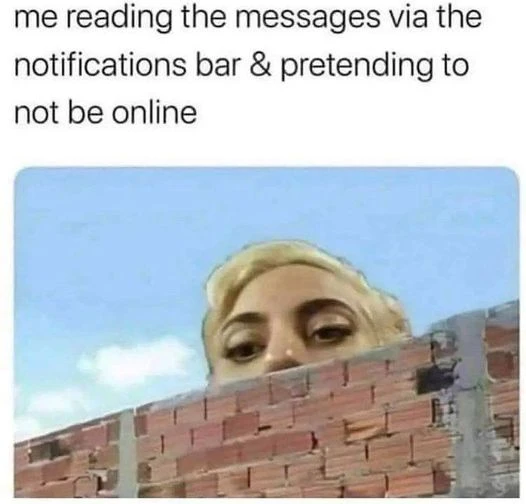 me reading the messages via the
notifications bar & pretending to
not be online